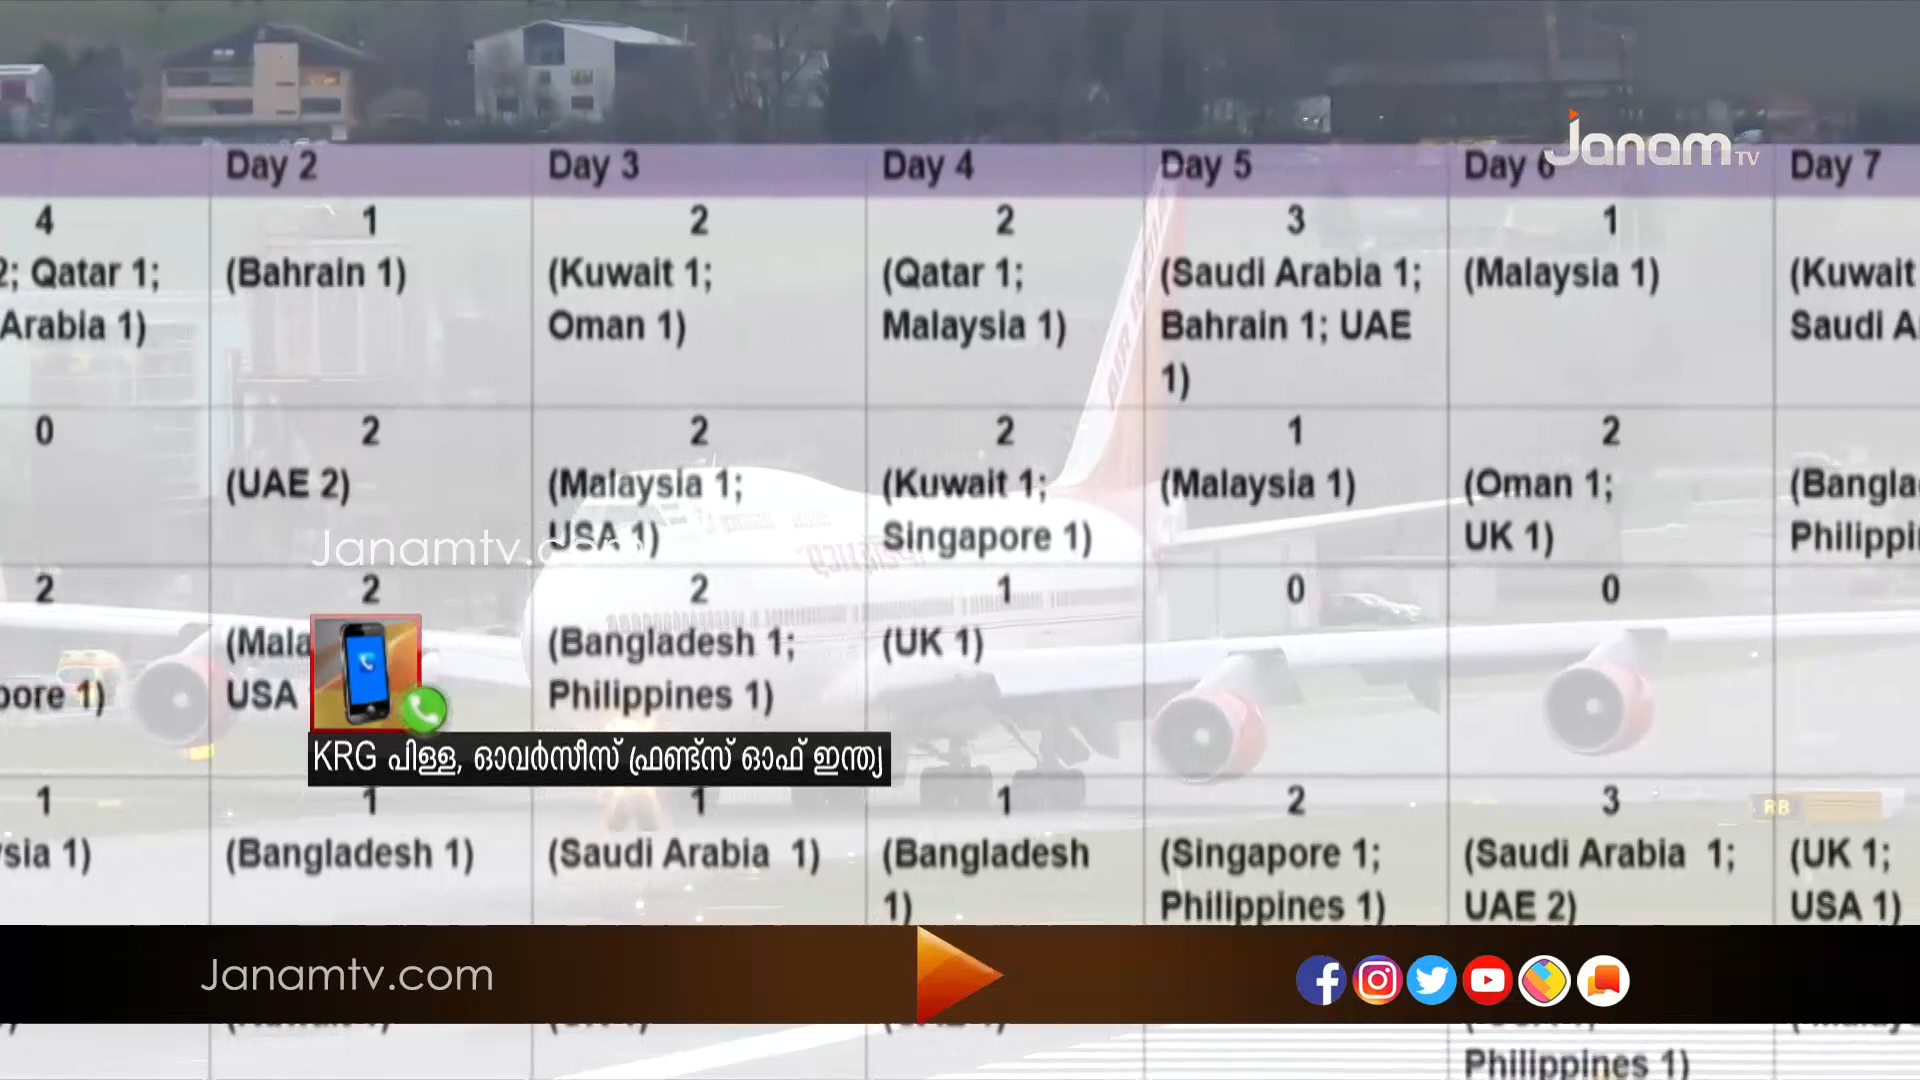 Janam TV
Day 2 Day 3 Day 4 Day 5 Day 6 Day 7
4 1 2 2 3 1
2; Qatar 1; (Bahrain 1) (Kuwait 1; (Qatar 1; (Saudi Arabia 1; (Malaysia 1) (Kuwait
Arabia 1) Oman 1) Malaysia 1) Bahrain 1; UAE Saudi A
1)
0 2 2 2 1 2
(UAE 2) (Malaysia 1; (Kuwait 1; (Malaysia 1) (Oman 1; (Bangla
USA 1) Singapore 1) UK 1) Philippi
Janamtv.com
2 2 2 1 0 0
(Mala (Bangladesh 1; (UK 1)
pore 1) USA Philippines 1)
KRG പിള്ള, ഓവർസീസ് ഫ്രണ്ട്സ് ഓഫ് ഇന്ത്യ
1 1 1 1 2 3
sia 1) (Bangladesh 1) (Saudi Arabia 1) (Bangladesh (Singapore 1; (Saudi Arabia 1; (UK 1;
1) Philippines 1) UAE 2) USA 1)
RB
Janamtv.com
Philippines 1)